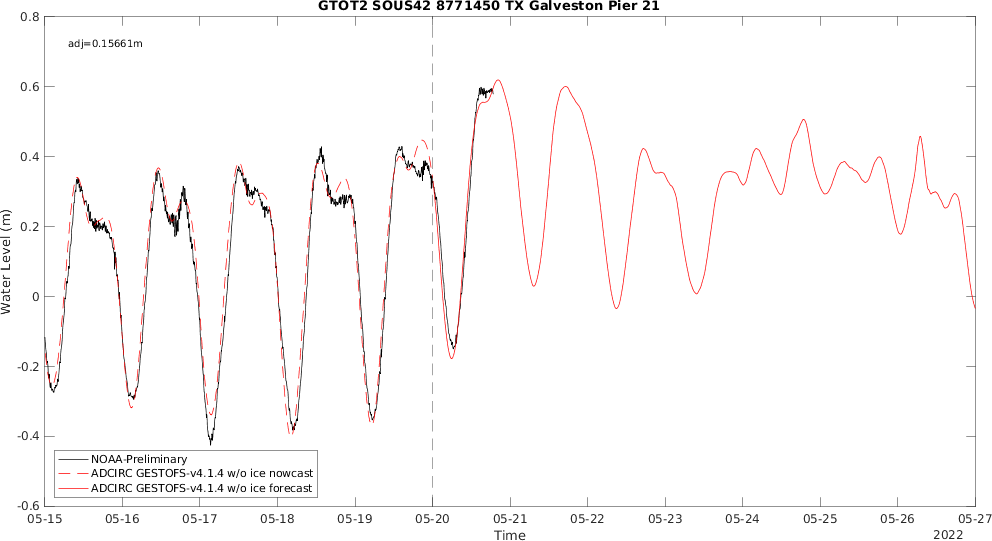 GTOT2 SOUS42 8771450 TX Galveston Pier 21
adj=0.15661m
0.8
0.6
0.4
0.2
0
-0.2
-0.4
-0.6
Water Level (m)
NOAA-Preliminary
ADCIRC GESTOFS-v4.1.4 w/o ice nowcast
ADCIRC GESTOFS-v4.1.4 w/o ice forecast
05-15 05-16 05-17 05-18 05-19 05-20 05-21 05-22 05-23 05-24 05-25 05-26 05-27
Time
2022